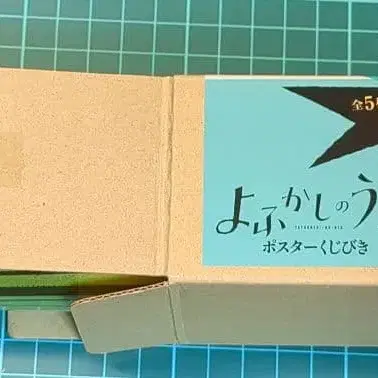 全5
よふかしのう
ポスターくじびき